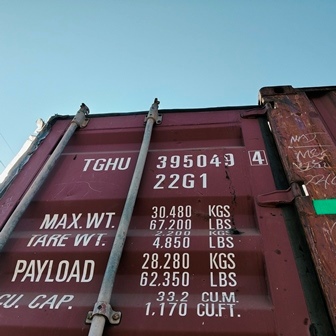 TGHU 395049 4
22G1
MAX.WT. 30.480 KGS
67.200 LBS
TARE WT. 2.200 KGS
4.850 LBS
PAYLOAD 28.280 KGS
62.350 LBS
CU. CAP. 33.2 CU.M.
1.170 CU.FT.